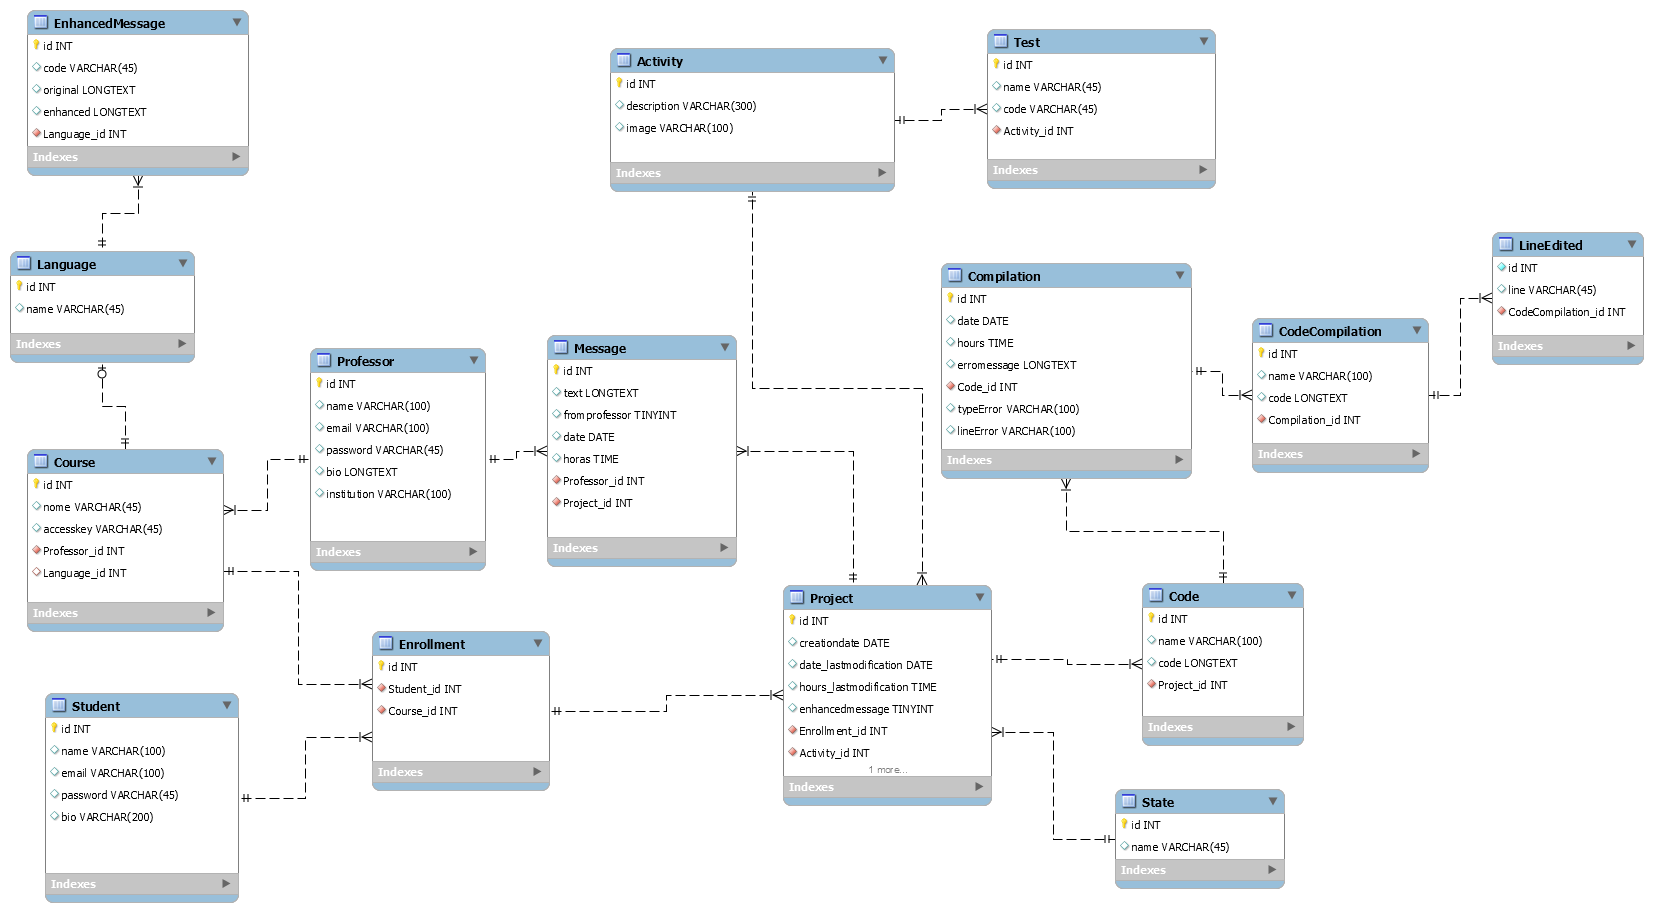 EnhancedMessage
id INT
code VARCHAR(45)
original LONGTEXT
enhanced LONGTEXT
Language_id INT
Indexes
Language
id INT
name VARCHAR(45)
Indexes
Course
id INT
nome VARCHAR(45)
accesskey VARCHAR(45)
Professor_id INT
Language_id INT
Indexes
Student
id INT
name VARCHAR(100)
email VARCHAR(100)
password VARCHAR(45)
bio VARCHAR(200)
Indexes
Professor
id INT
name VARCHAR(100)
email VARCHAR(100)
password VARCHAR(45)
bio LONGTEXT
institution VARCHAR(100)
Indexes
Enrollment
id INT
Student_id INT
Course_id INT
Indexes
Message
id INT
text LONGTEXT
fromprofessor TINYINT
date DATE
horas TIME
Professor_id INT
Project_id INT
Indexes
Activity
id INT
description VARCHAR(300)
image VARCHAR(100)
Indexes
Test
id INT
name VARCHAR(45)
code VARCHAR(45)
Activity_id INT
Indexes
Project
id INT
creationdate DATE
date_lastmodification DATE
hours_lastmodification TIME
enhancedmessage TINYINT
Enrollment_id INT
Activity_id INT
1 more...
Indexes
Compilation
id INT
date DATE
hours TIME
erromessage LONGTEXT
Code_id INT
typeError VARCHAR(100)
lineError VARCHAR(100)
Indexes
CodeCompilation
id INT
name VARCHAR(100)
code LONGTEXT
Compilation_id INT
Indexes
LineEdited
id INT
line VARCHAR(45)
CodeCompilation_id INT
Indexes
Code
id INT
name VARCHAR(100)
code LONGTEXT
Project_id INT
Indexes
State
id INT
name VARCHAR(45)
Indexes